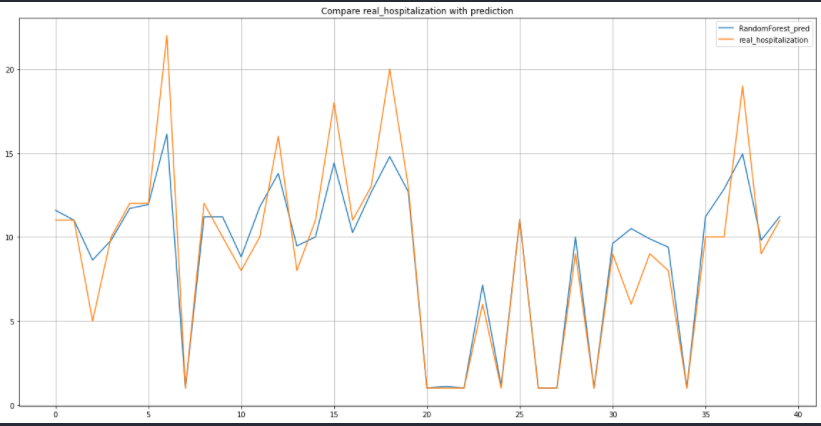 Compare real_hospitalization with prediction
RandomForest_pred
real_hospitalization
20
15
10
5
0
0 5 10 15 20 25 30 35 40